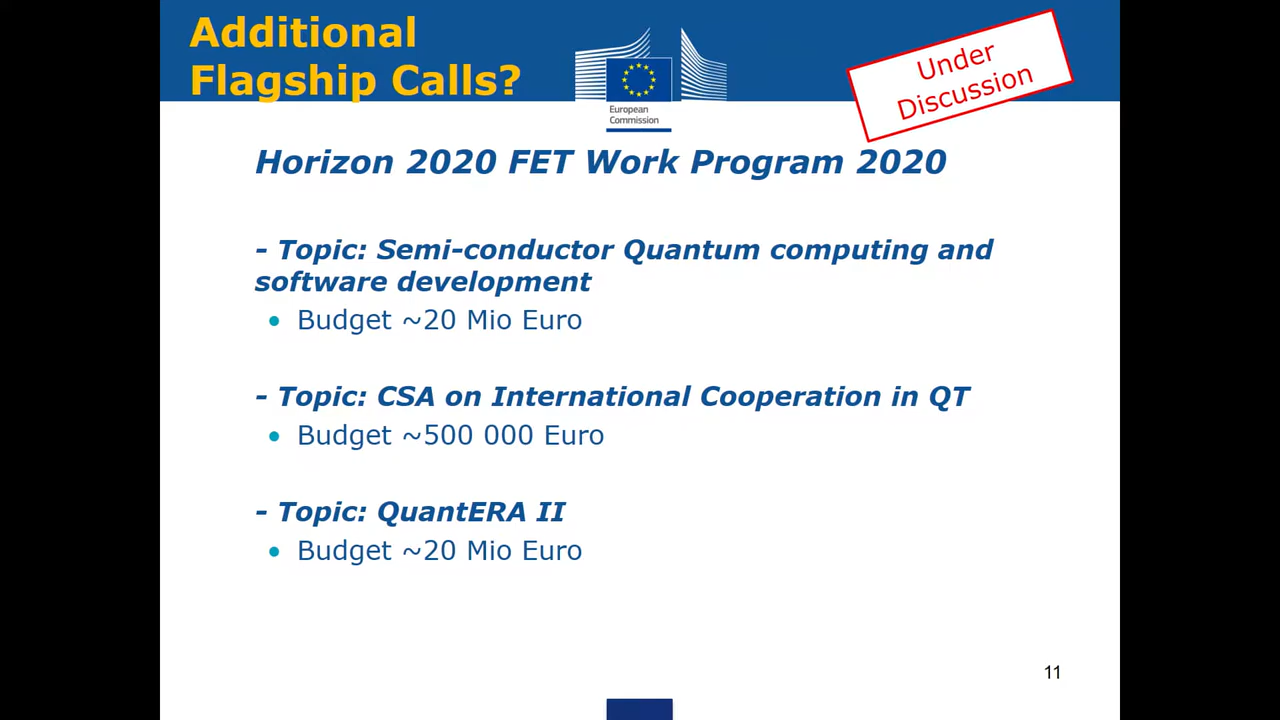 Additional
Flagship Calls?
European
Commission
Under
Discussion
Horizon 2020 FET Work Program 2020
- Topic: Semi-conductor Quantum computing and
software development
• Budget ~20 Mio Euro
- Topic: CSA on International Cooperation in QT
• Budget ~500 000 Euro
- Topic: QuantERA II
• Budget ~20 Mio Euro
11